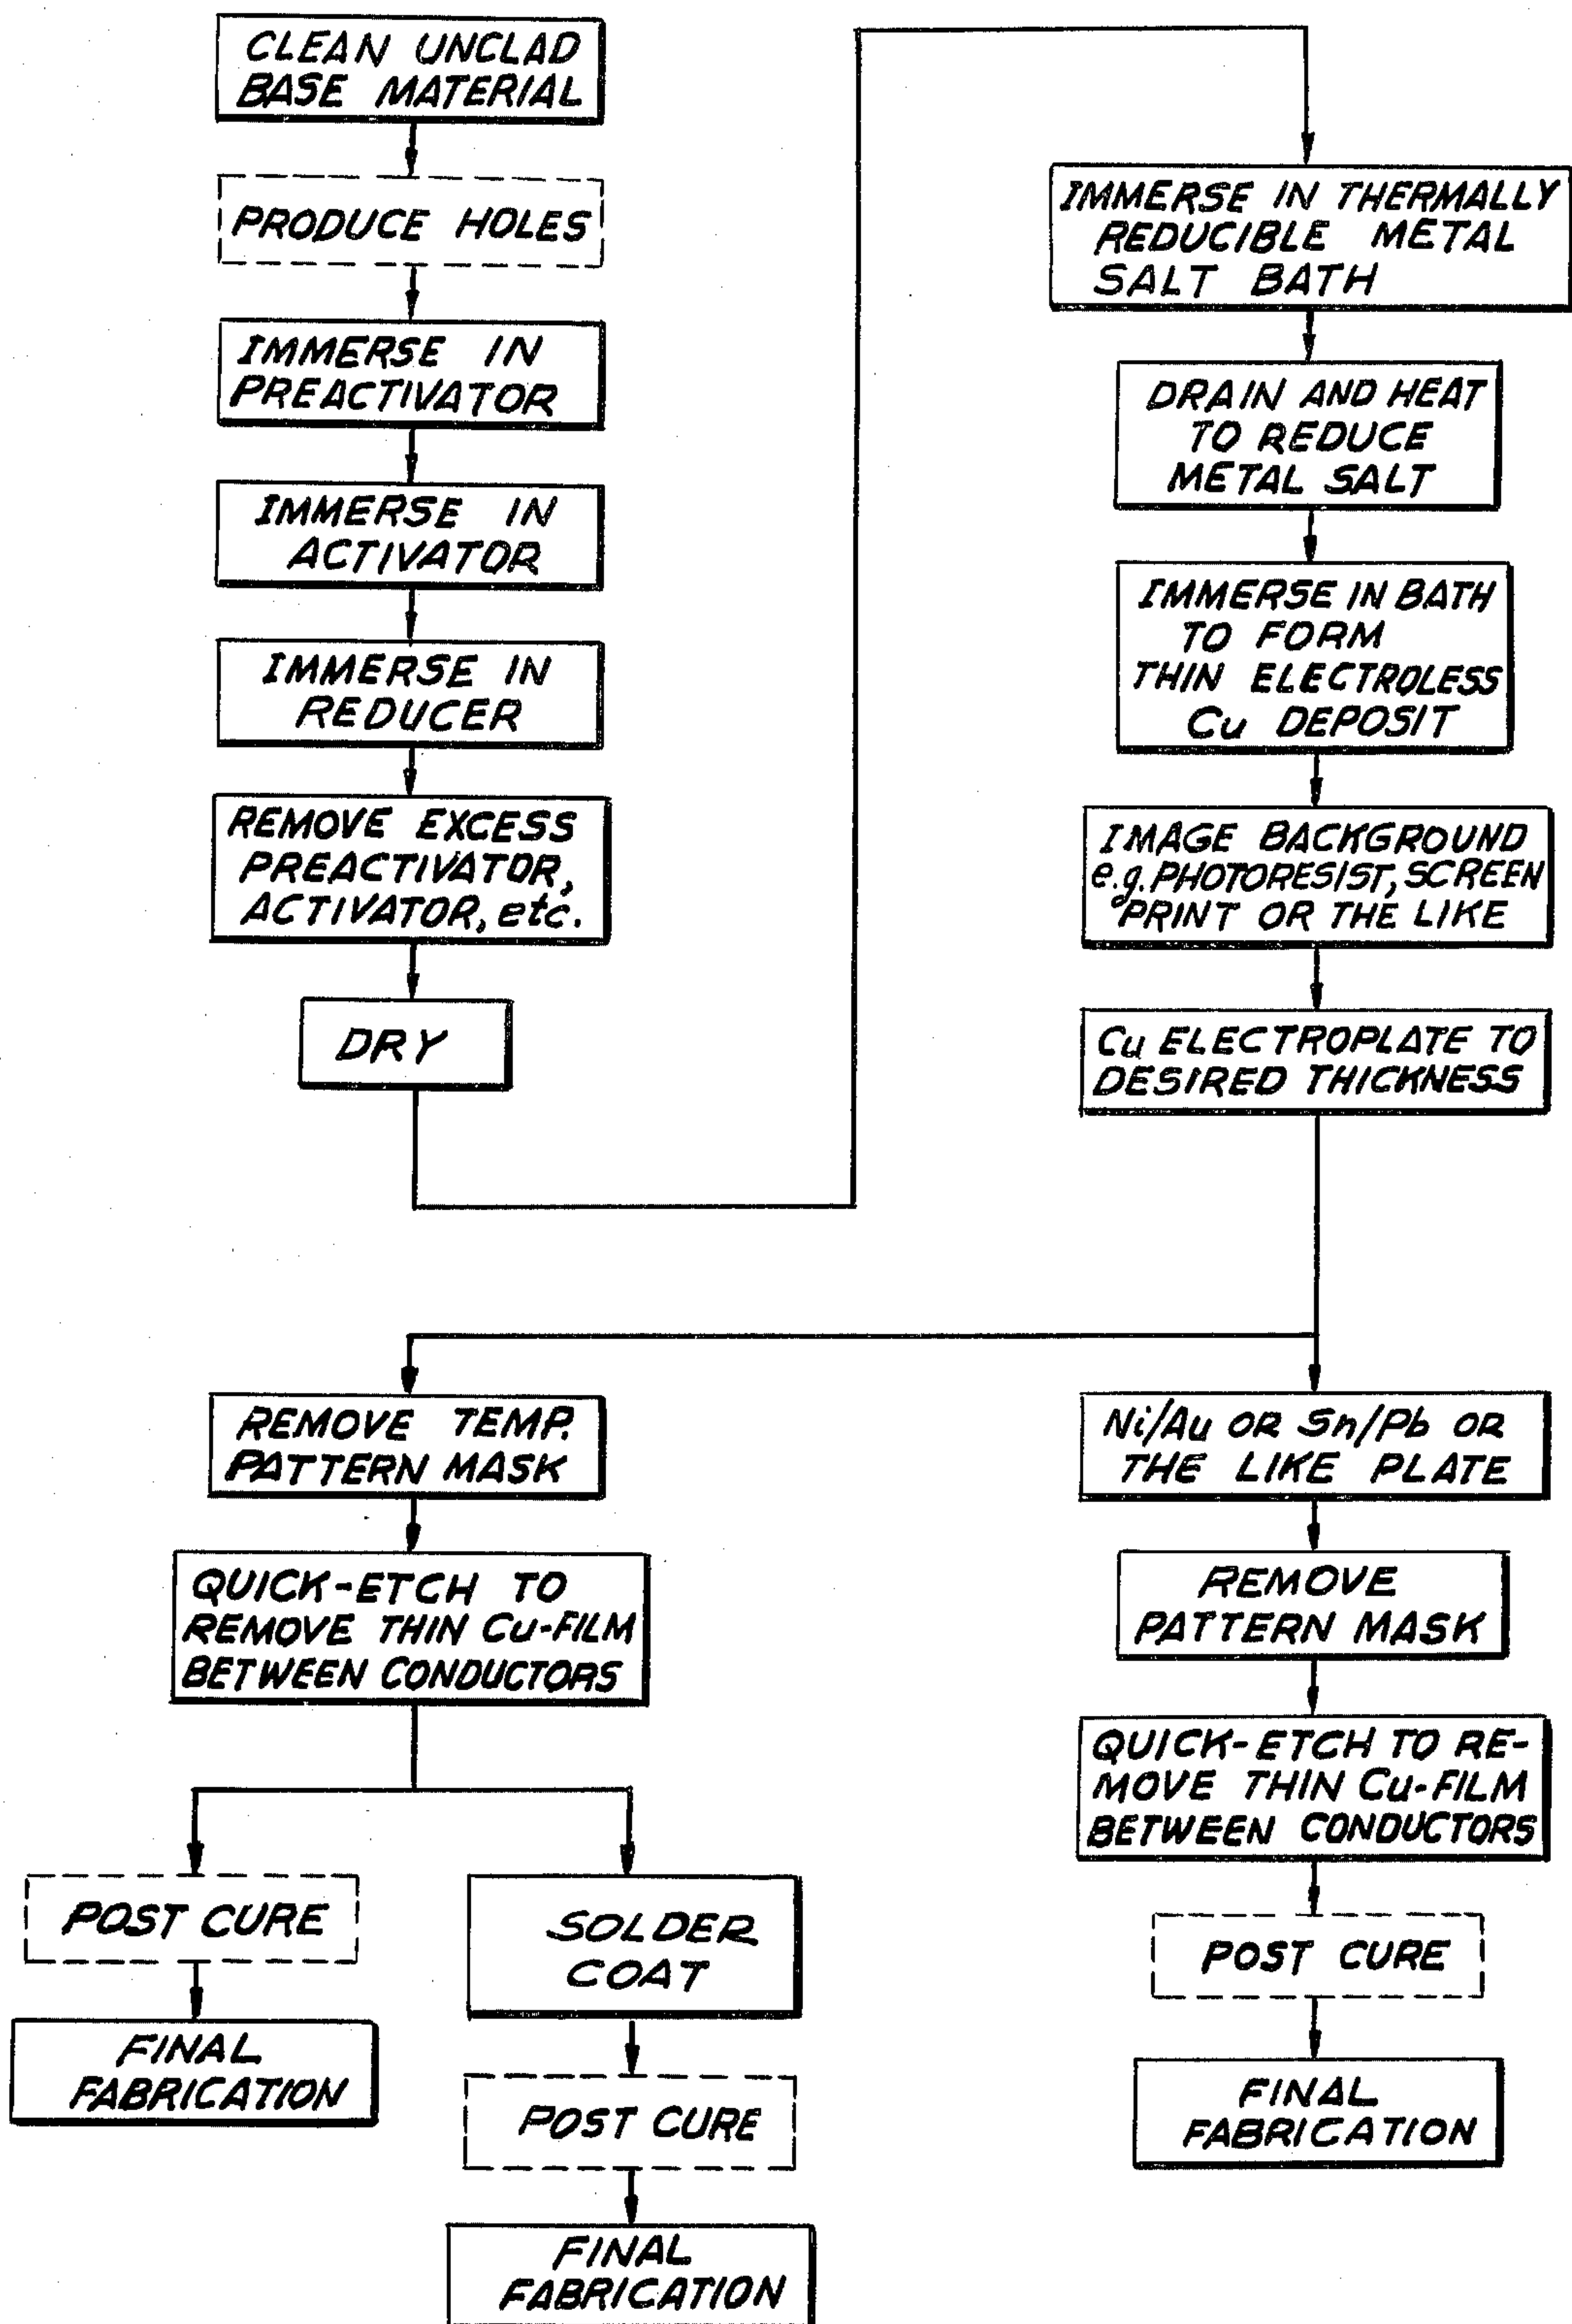 CLEAN UNCLAD
BASE MATERIAL
PRODUCE HOLES
IMMERSE IN
PREACTIVATOR
IMMERSE IN
ACTIVATOR
IMMERSE IN
REDUCER
REMOVE EXCESS
PREACTIVATOR,
ACTIVATOR, etc.
DRY
IMMERSE IN THERMALLY
REDUCIBLE METAL
SALT BATH
DRAIN AND HEAT
TO REDUCE
METAL SALT
IMMERSE IN BATH
TO FORM
THIN ELECTROLESS
Cu DEPOSIT
IMAGE BACKGROUND
e.g. PHOTORESIST, SCREEN
PRINT OR THE LIKE
Cu ELECTROPLATE TO
DESIRED THICKNESS
REMOVE TEMP.
PATTERN MASK
QUICK-ETCH TO
REMOVE THIN Cu-FILM
BETWEEN CONDUCTORS
POST CURE
FINAL
FABRICATION
SOLDER
COAT
POST CURE
FINAL
FABRICATION
Ni/Au OR Sn/Pb OR
THE LIKE PLATE
REMOVE
PATTERN MASK
QUICK-ETCH TO RE-
MOVE THIN Cu-FILM
BETWEEN CONDUCTORS
POST CURE
FINAL
FABRICATION